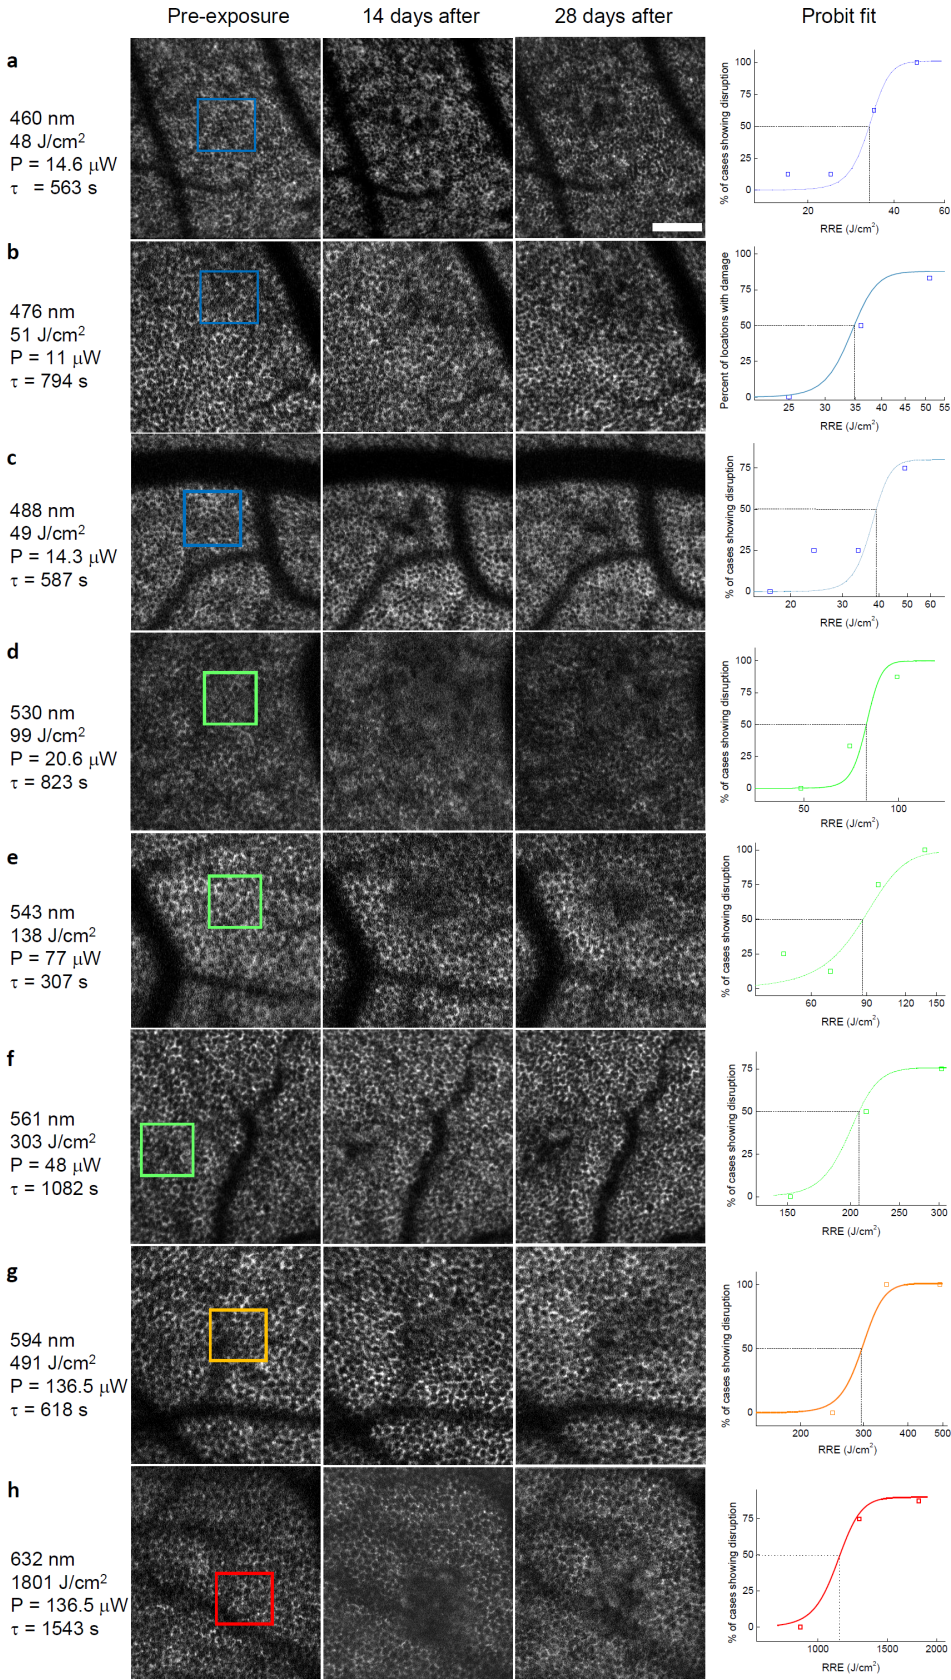 Pre-exposure 14 days after 28 days after Probit fit
a
460 nm
48 J/cm²
P = 14.6 μW
τ = 563 s
% of cases showing disruption
100
75
50
25
0
20 40 60
RRE (J/cm²)
b
476 nm
51 J/cm²
P = 11 μW
τ = 794 s
Percent of locations with damage
100
75
50
25
0
25 30 35 40 45 50 55
RRE (J/cm²)
c
488 nm
49 J/cm²
P = 14.3 μW
τ = 587 s
% of cases showing disruption
75
50
25
0
20 30 40 50 60
RRE (J/cm²)
d
530 nm
99 J/cm²
P = 20.6 μW
τ = 823 s
% of cases showing disruption
100
75
50
25
0
50 100
RRE (J/cm²)
e
543 nm
138 J/cm²
P = 77 μW
τ = 307 s
% of cases showing disruption
100
75
50
25
0
60 90 120 150
RRE (J/cm²)
f
561 nm
303 J/cm²
P = 48 μW
τ = 1082 s
% of cases showing disruption
75
50
25
0
150 200 250 300
RRE (J/cm²)
g
594 nm
491 J/cm²
P = 136.5 μW
τ = 618 s
% of cases showing disruption
100
50
0
200 300 400 500
RRE (J/cm²)
h
632 nm
1801 J/cm²
P = 136.5 μW
τ = 1543 s
% of cases showing disruption
75
50
25
0
1000 1500 2000
RRE (J/cm²)